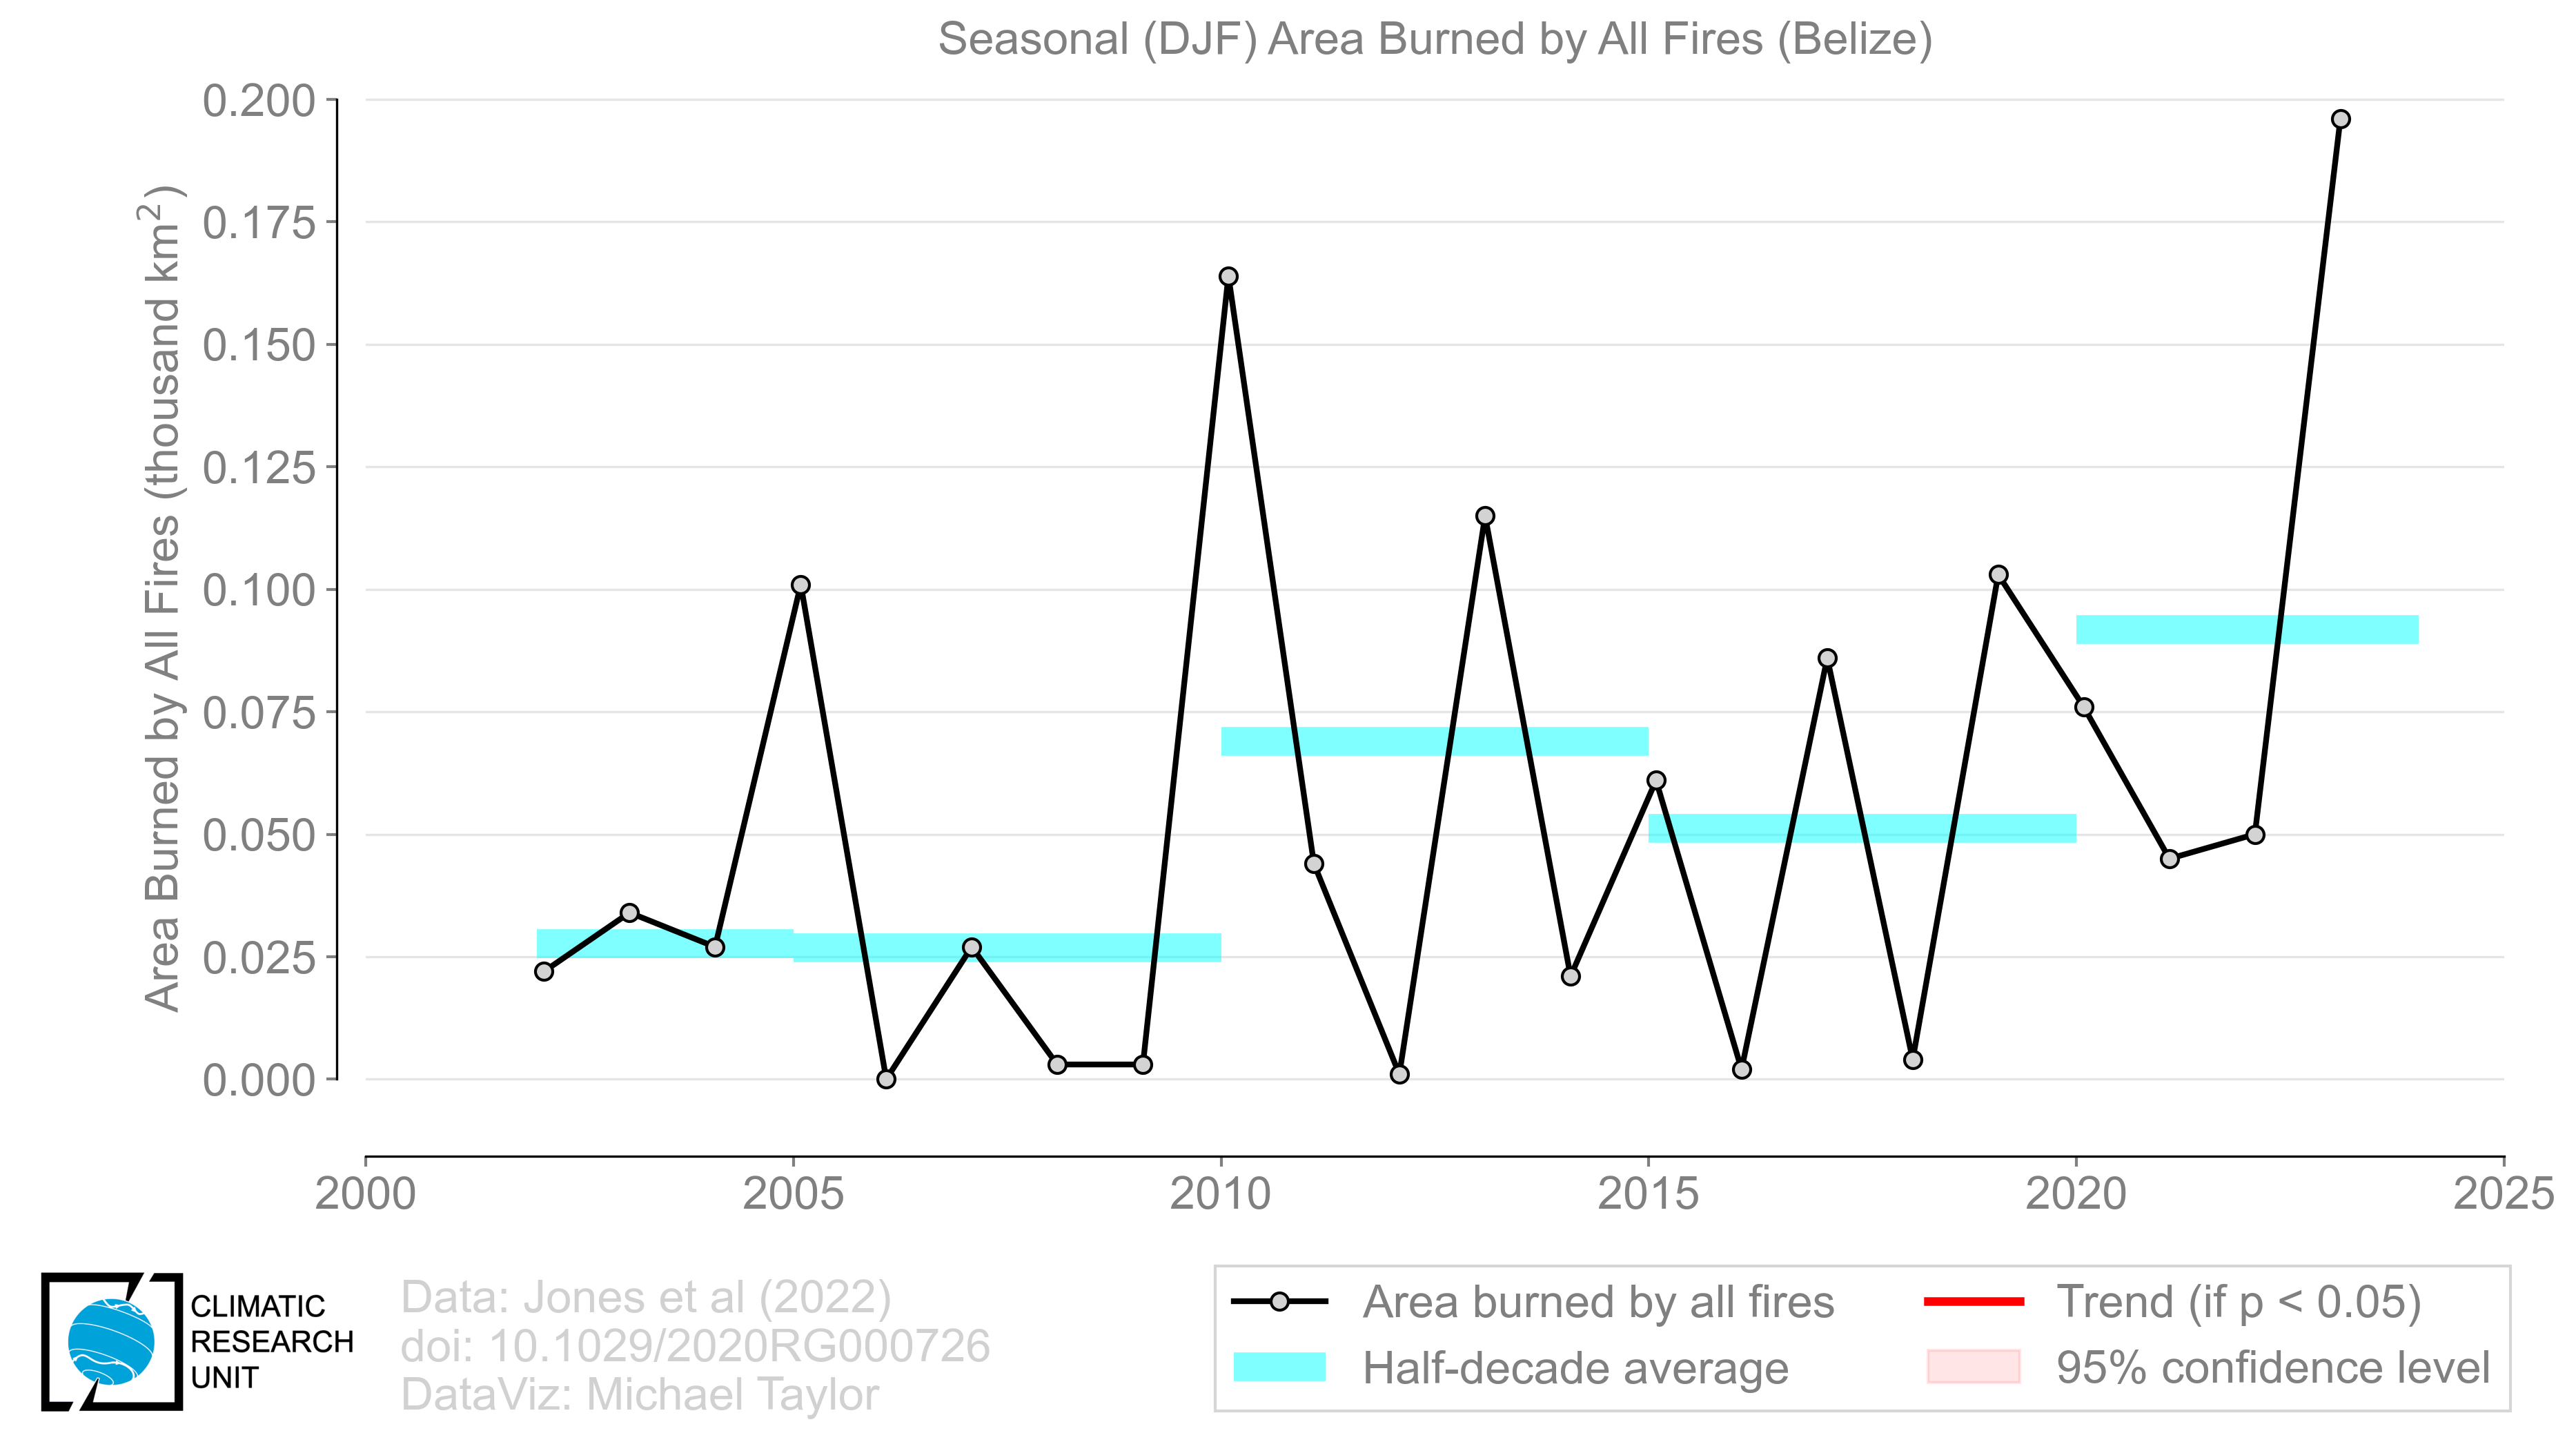 Seasonal (DJF) Area Burned by All Fires (Belize)
Area Burned by All Fires (thousand km²)
0.200
0.175
0.150
0.125
0.100
0.075
0.050
0.025
0.000
2000 2005 2010 2015 2020 2025
CLIMATIC
RESEARCH
UNIT
Data: Jones et al (2022)
doi: 10.1029/2020RG000726
DataViz: Michael Taylor
Area burned by all fires
Half-decade average
Trend (if p < 0.05)
95% confidence level